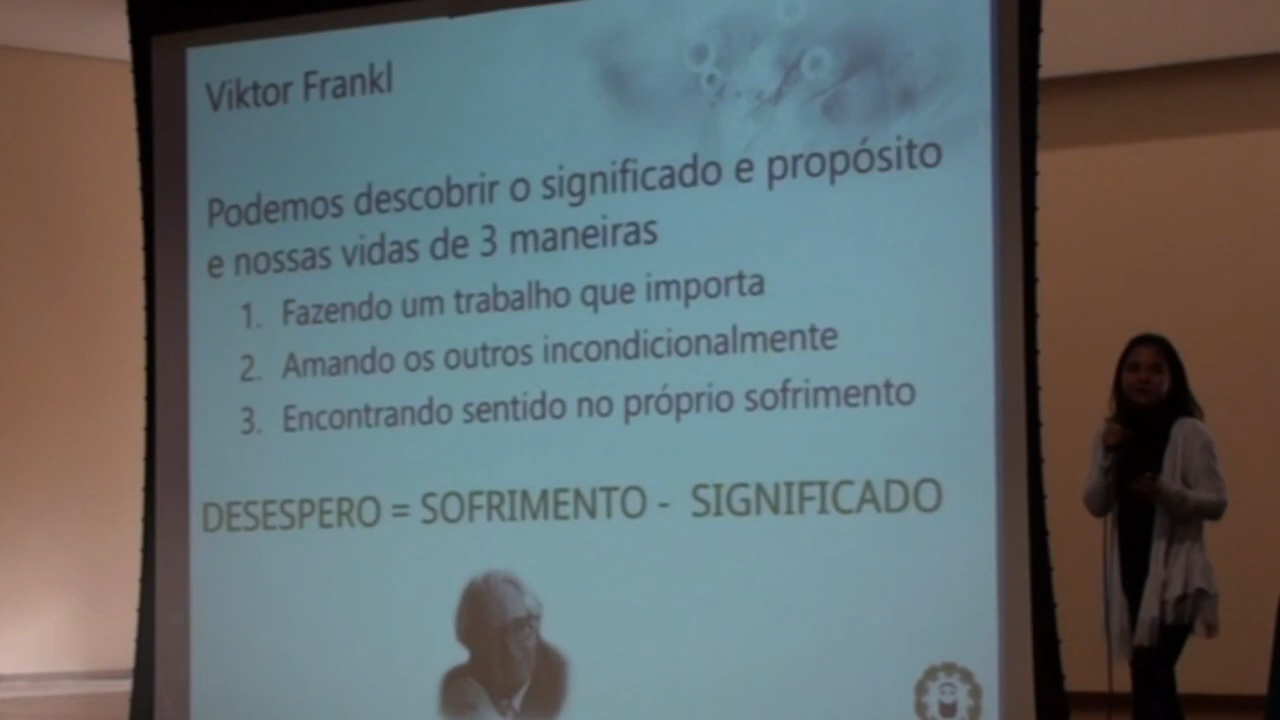 Viktor Frankl
Podemos descobrir o significado e propósito
e nossas vidas de 3 maneiras
1. Fazendo um trabalho que importa
2. Amando os outros incondicionalmente
3. Encontrando sentido no próprio sofrimento
DESESPERO = SOFRIMENTO - SIGNIFICADO